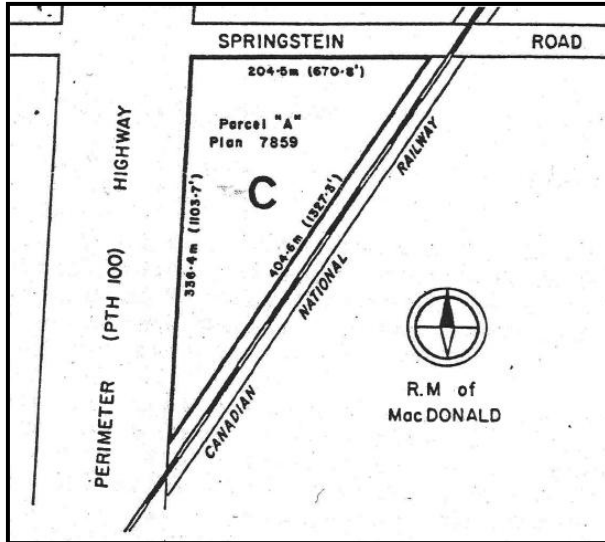 SPRINGSTEIN ROAD
204·5m (670·8')
Parcel "A"
Plan 7859
C
PERIMETER (PTH 100) HIGHWAY
336·4m (1103·7')
404·6m (1327·3')
CANADIAN NATIONAL RAILWAY
R.M of
MacDONALD